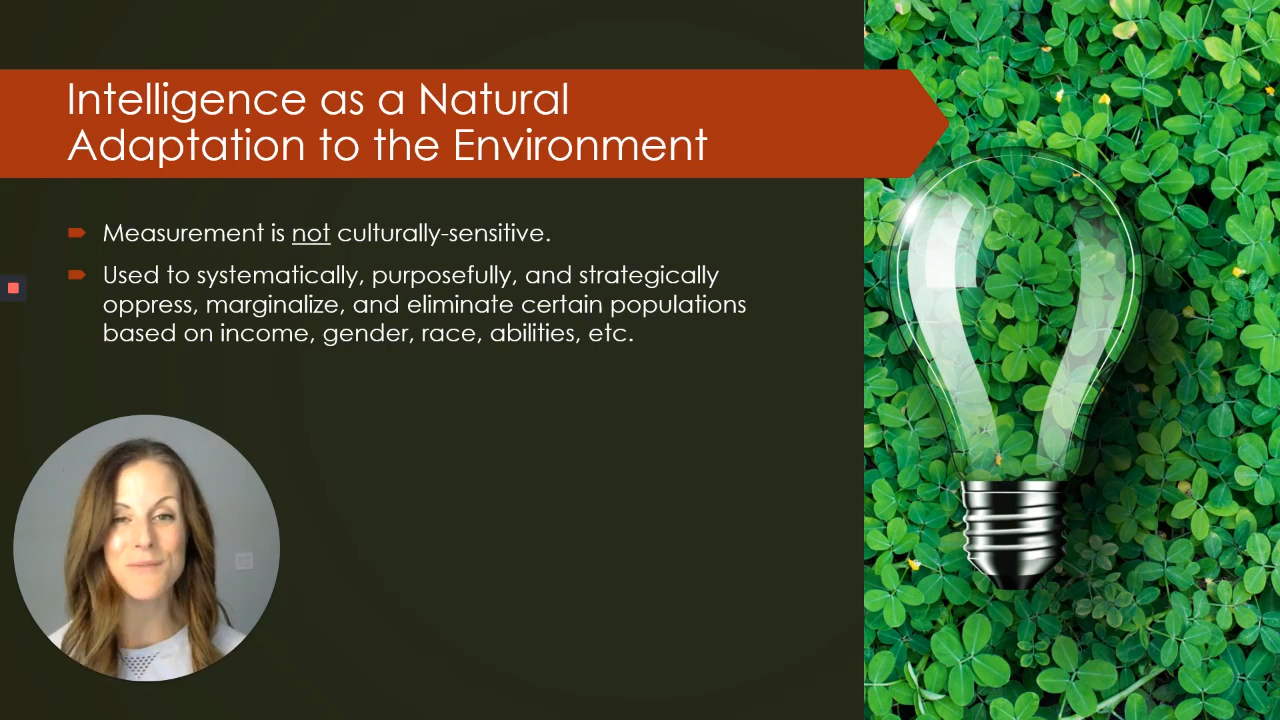 Intelligence as a Natural
Adaptation to the Environment
Measurement is not culturally-sensitive.
Used to systematically, purposefully, and strategically
oppress, marginalize, and eliminate certain populations
based on income, gender, race, abilities, etc.